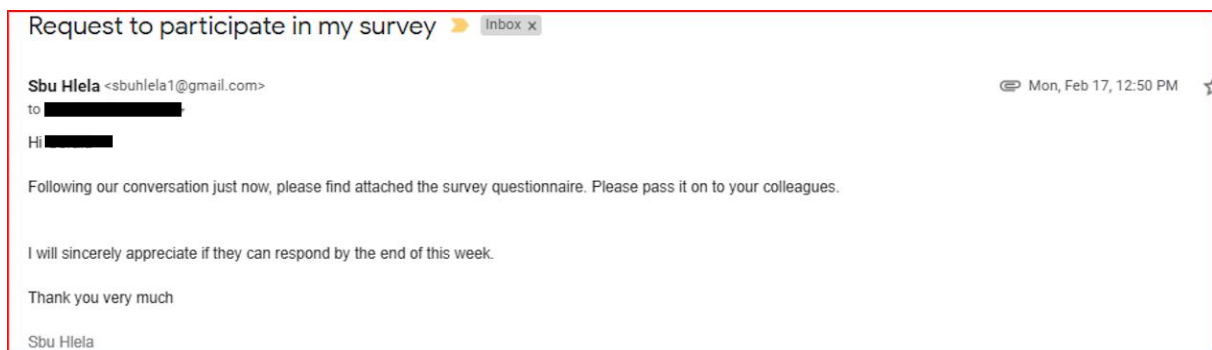 Request to participate in my survey Inbox x
Sbu Hlela <sbuhlela1@gmail.com> Mon, Feb 17, 12:50 PM
to
Hi
Following our conversation just now, please find attached the survey questionnaire. Please pass it on to your colleagues.
I will sincerely appreciate if they can respond by the end of this week.
Thank you very much
Sbu Hlela